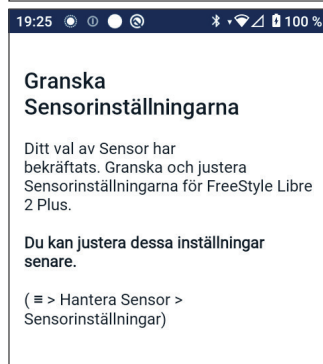 19:25 100 %
Granska
Sensorinställningarna
Ditt val av Sensor har
bekräftats. Granska och justera
Sensorinställningarna för FreeStyle Libre
2 Plus.
Du kan justera dessa inställningar
senare.
( ≡ > Hantera Sensor >
Sensorinställningar)